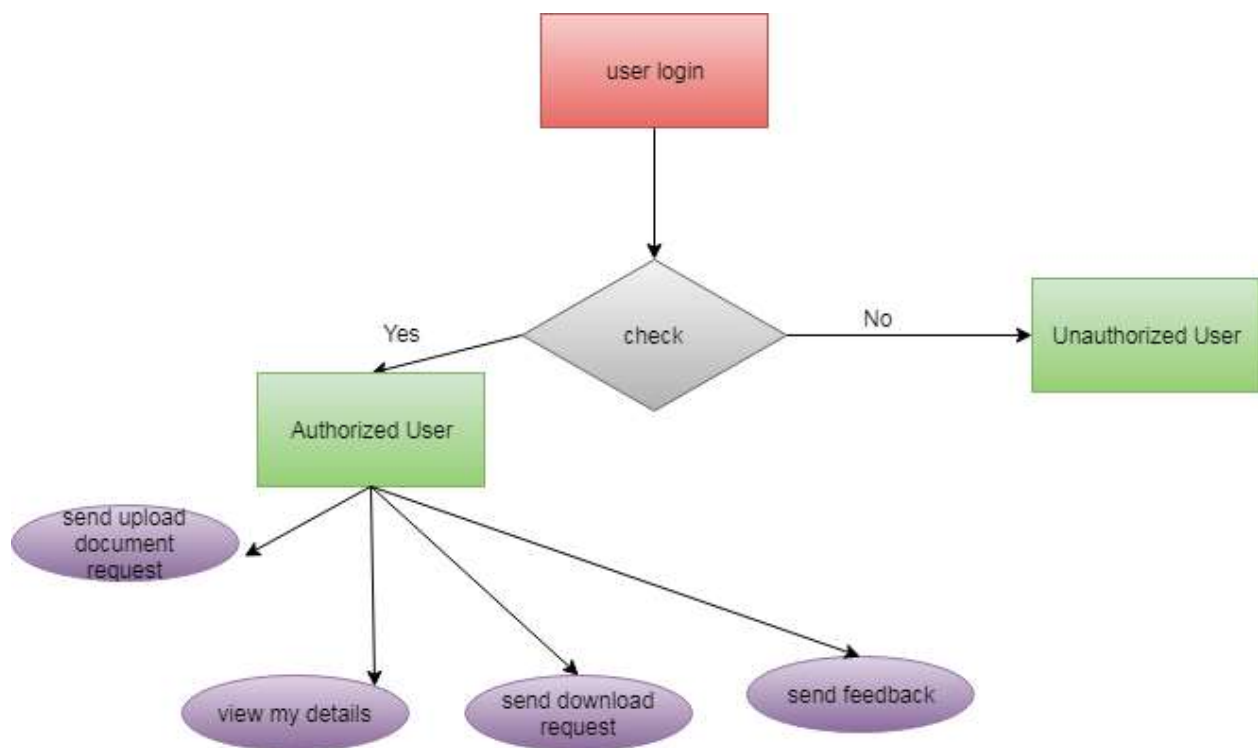 user login
Yes
check
No
Unauthorized User
Authorized User
send upload
document
request
view my details
send download
request
send feedback